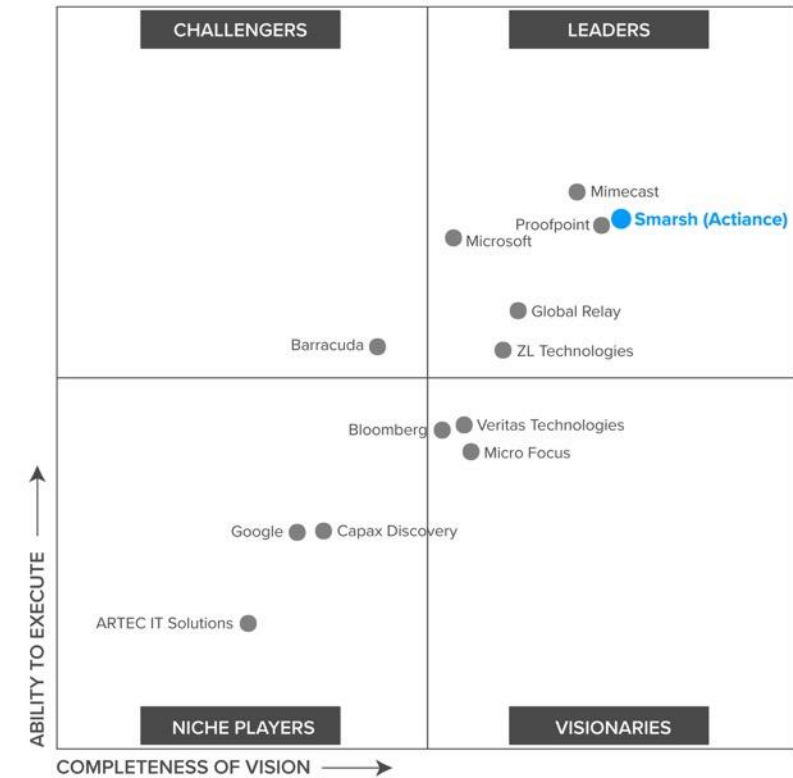 CHALLENGERS
LEADERS
Mimecast
Proofpoint
Smarsh (Actiance)
Microsoft
Global Relay
Barracuda
ZL Technologies
Bloomberg
Veritas Technologies
Micro Focus
Google
Capax Discovery
ARTEC IT Solutions
NICHE PLAYERS
VISIONARIES
ABILITY TO EXECUTE
COMPLETENESS OF VISION